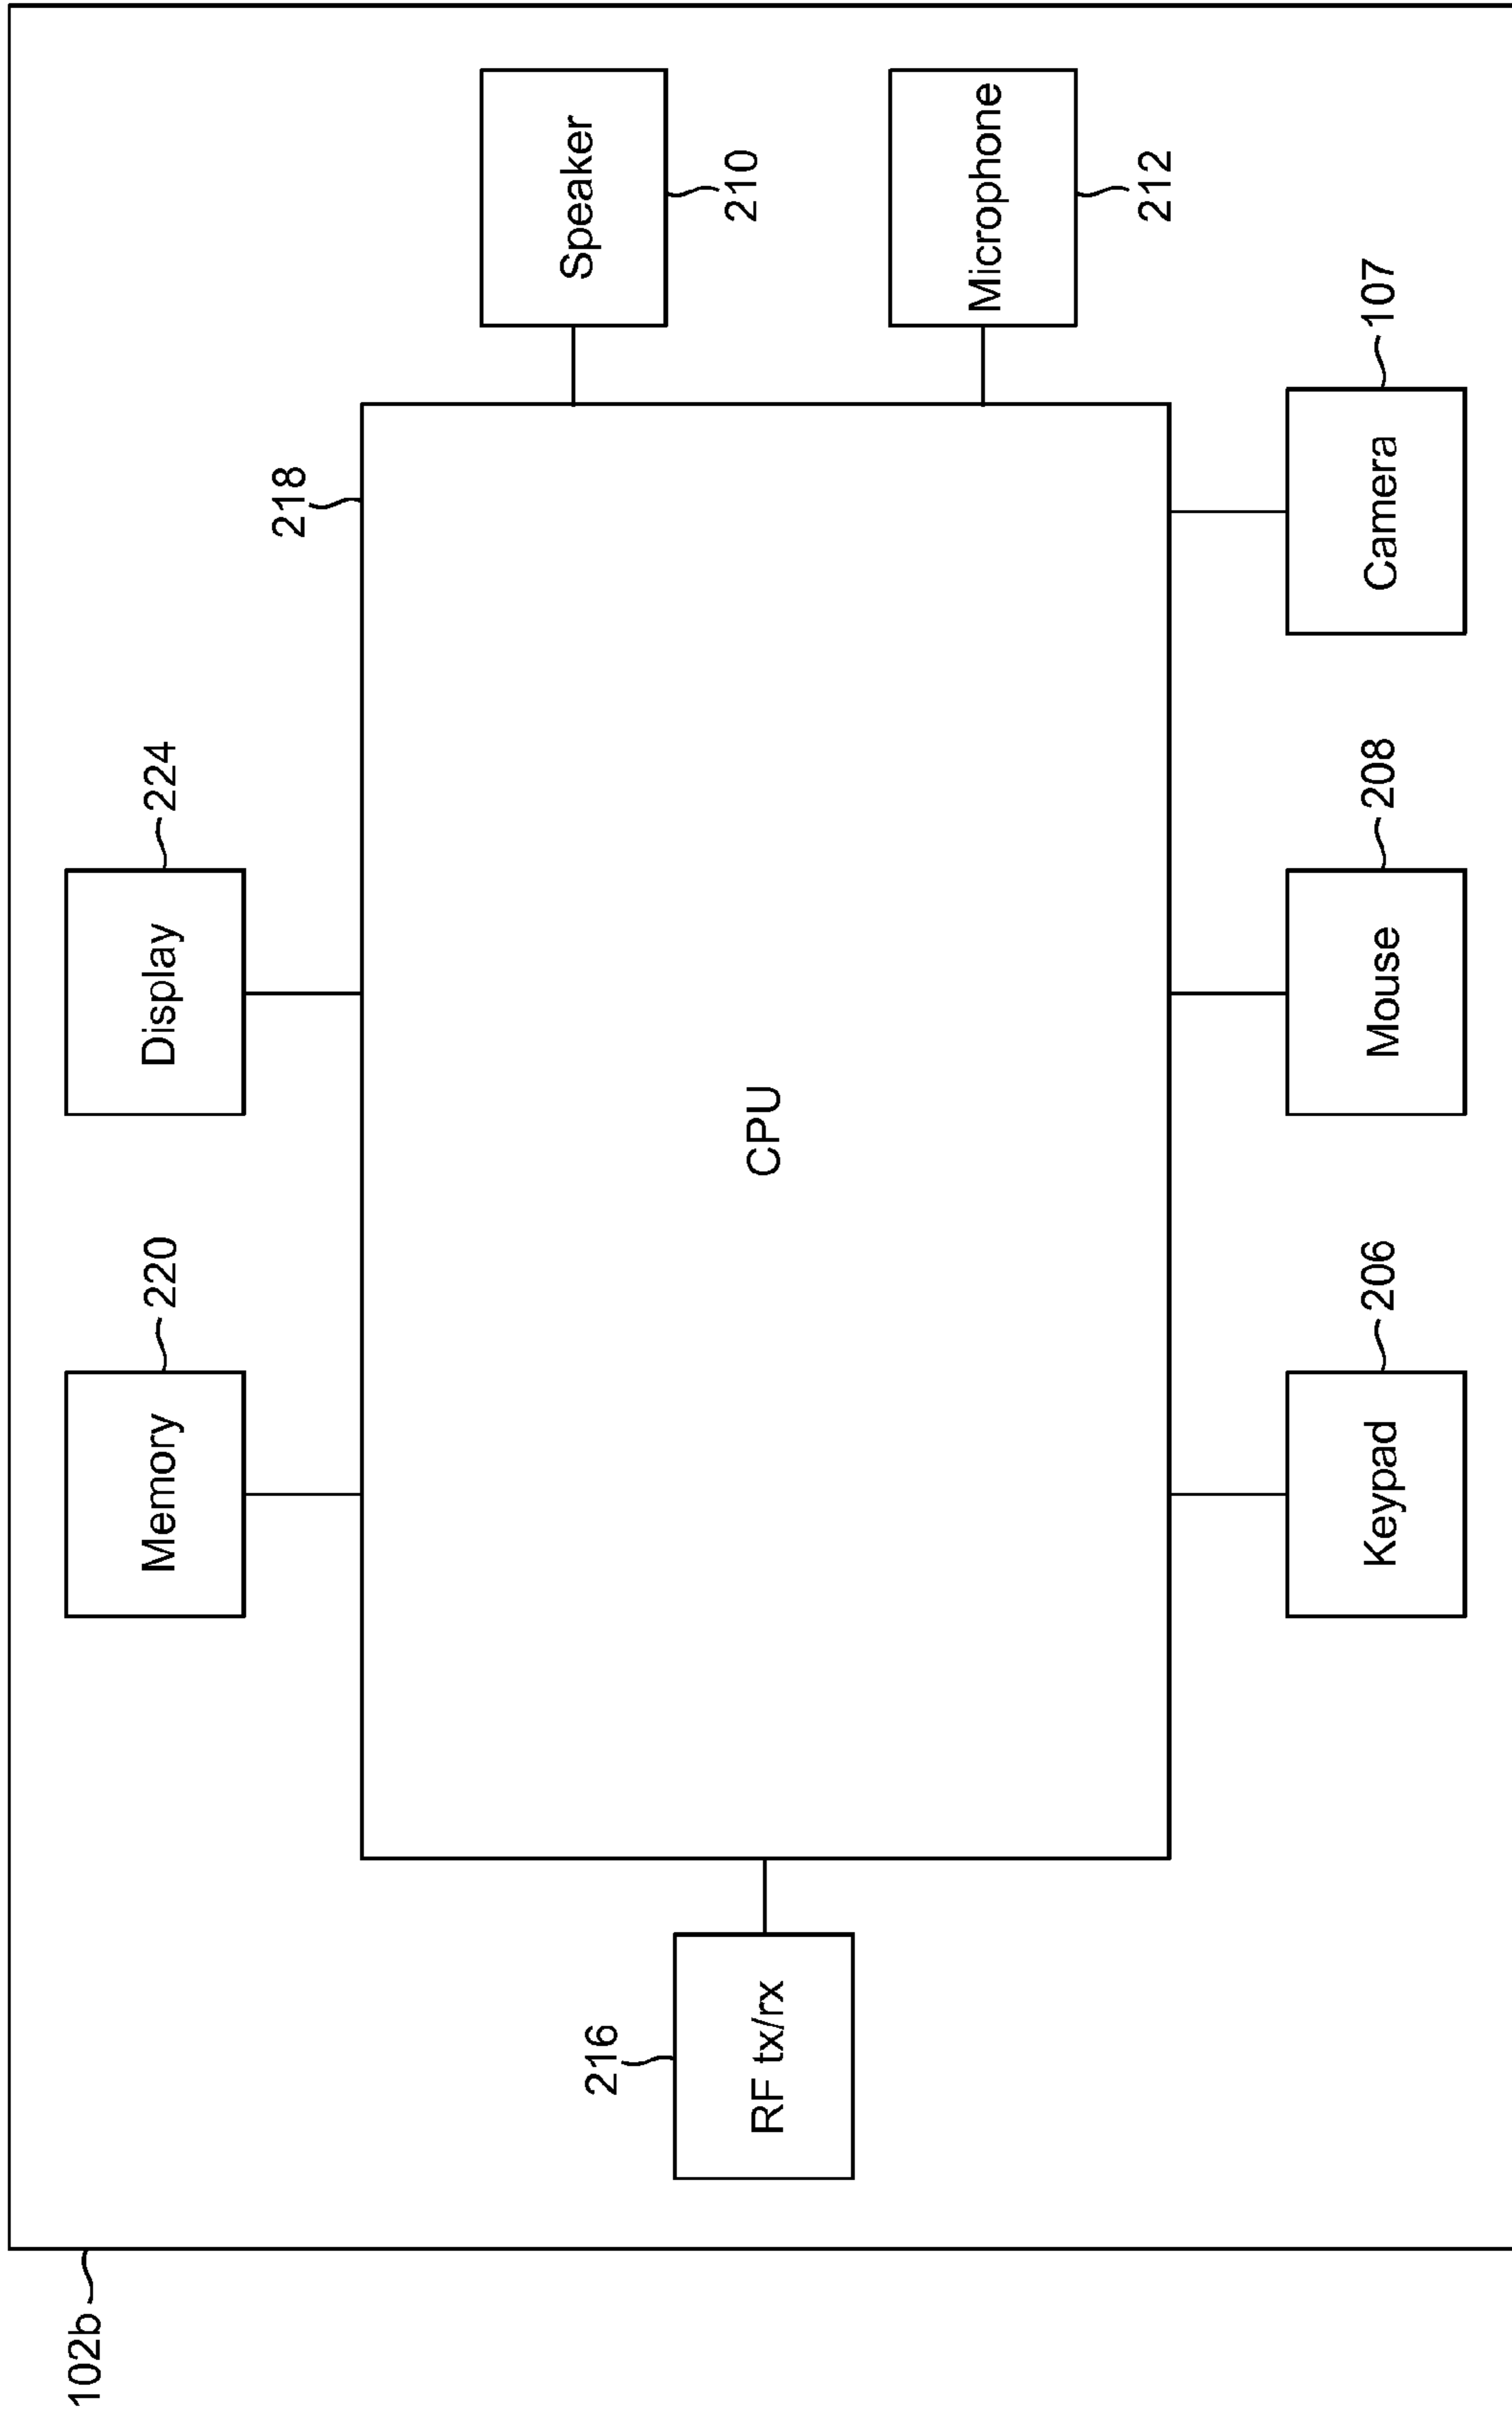 102b
Memory
220
Display
224
218
Speaker
210
216
RF tx/rx
CPU
Microphone
212
Keypad
206
Mouse
208
Camera
107